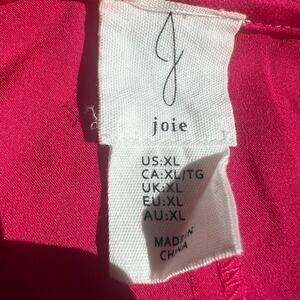 J
joie
US:XL
CA:XL/TG
UK:XL
EU:XL
AU:XL
MADE IN
CHINA